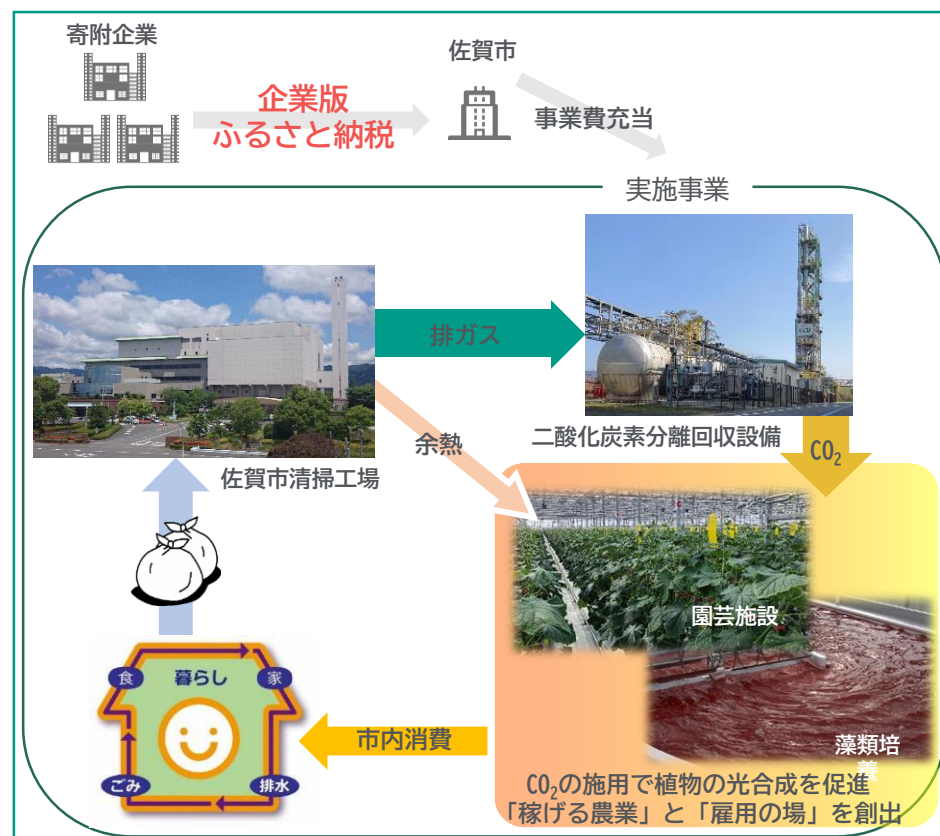 寄附企業
佐賀市
企業版
ふるさと納税
事業費充当
実施事業
排ガス
二酸化炭素分離回収設備
余熱
CO₂
佐賀市清掃工場
園芸施設
食
暮らし
家
市内消費
藻類培
養
ごみ
排水
CO₂の施用で植物の光合成を促進
「稼げる農業」と「雇用の場」を創出